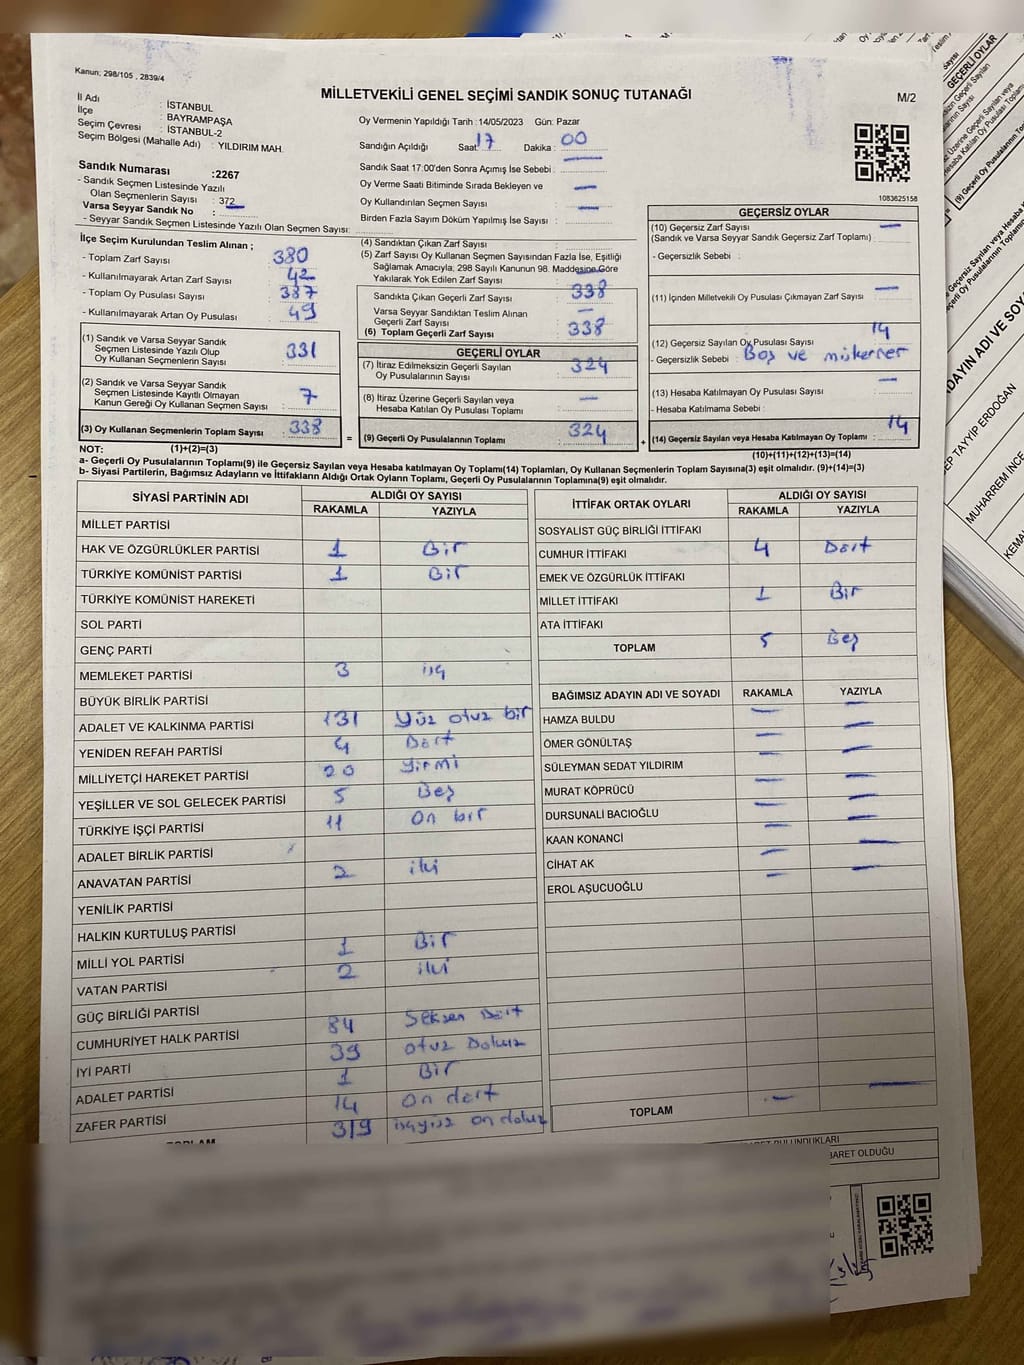 Kanun; 298/105 , 2839/4
MİLLETVEKİLİ GENEL SEÇİMİ SANDIK SONUÇ TUTANAĞI
M/2
İl Adı : İSTANBUL
İlçe : BAYRAMPAŞA
Seçim Çevresi : İSTANBUL-2
Seçim Bölgesi (Mahalle Adı) : YILDIRIM MAH.
Oy Vermenin Yapıldığı Tarih : 14/05/2023 Gün: Pazar
Sandığın Açıldığı Saat 17 Dakika : 00
Sandık Saat 17:00'den Sonra Açımış İse Sebebi : —
Oy Verme Saati Bitiminde Sırada Bekleyen ve
Oy Kullandırılan Seçmen Sayısı : —
Birden Fazla Sayım Döküm Yapılmış İse Sayısı :
1083625158
Sandık Numarası :2267
- Sandık Seçmen Listesinde Yazılı
Olan Seçmenlerin Sayısı : 372
Varsa Seyyar Sandık No :
- Seyyar Sandık Seçmen Listesinde Yazılı Olan Seçmen Sayısı:
İlçe Seçim Kurulundan Teslim Alınan ;
- Toplam Zarf Sayısı : 380
- Kullanılmayarak Artan Zarf Sayısı : 42
- Toplam Oy Pusulası Sayısı : 387
- Kullanılmayarak Artan Oy Pusulası : 49
(1) Sandık ve Varsa Seyyar Sandık
Seçmen Listesinde Yazılı Olup
Oy Kullanan Seçmenlerin Sayısı : 331
(2) Sandık ve Varsa Seyyar Sandık
Seçmen Listesinde Kayıtlı Olmayan
Kanun Gereği Oy Kullanan Seçmen Sayısı : 7
(3) Oy Kullanan Seçmenlerin Toplam Sayısı : 338
(4) Sandıktan Çıkan Zarf Sayısı :
(5) Zarf Sayısı Oy Kullanan Seçmen Sayısından Fazla İse, Eşitliği
Sağlamak Amacıyla; 298 Sayılı Kanunun 98. Maddesine Göre
Yakılarak Yok Edilen Zarf Sayısı : —
Sandıkta Çıkan Geçerli Zarf Sayısı : 338
Varsa Seyyar Sandıktan Teslim Alınan
Geçerli Zarf Sayısı : —
(6) Toplam Geçerli Zarf Sayısı : 338
GEÇERLİ OYLAR
(7) İtiraz Edilmeksizin Geçerli Sayılan
Oy Pusulalarının Sayısı : 324
(8) İtiraz Üzerine Geçerli Sayılan veya
Hesaba Katılan Oy Pusulası Toplamı : —
= (9) Geçerli Oy Pusulalarının Toplamı : 324
GEÇERSİZ OYLAR
(10) Geçersiz Zarf Sayısı : —
(Sandık ve Varsa Seyyar Sandık Geçersiz Zarf Toplamı)
- Geçersizlik Sebebi :
(11) İçinden Milletvekili Oy Pusulası Çıkmayan Zarf Sayısı : —
(12) Geçersiz Sayılan Oy Pusulası Sayısı : 14
- Geçersizlik Sebebi : Boş ve mükerrer
(13) Hesaba Katılmayan Oy Pusulası Sayısı : —
- Hesaba Katılmama Sebebi :
+ (14) Geçersiz Sayılan veya Hesaba Katılmayan Oy Toplamı : 14
NOT: (1)+(2)=(3)
(10)+(11)+(12)+(13)=(14)
a- Geçerli Oy Pusulalarının Toplamı(9) ile Geçersiz Sayılan veya Hesaba katılmayan Oy Toplamı(14) Toplamları, Oy Kullanan Seçmenlerin Toplam Sayısına(3) eşit olmalıdır. (9)+(14)=(3)
b- Siyasi Partilerin, Bağımsız Adayların ve İttifakların Aldığı Ortak Oyların Toplamı, Geçerli Oy Pusulalarının Toplamına(9) eşit olmalıdır.
SİYASİ PARTİNİN ADI ALDIĞI OY SAYISI
RAKAMLA YAZIYLA
MİLLET PARTİSİ
HAK VE ÖZGÜRLÜKLER PARTİSİ 1 Bir
TÜRKİYE KOMÜNİST PARTİSİ 1 Bir
TÜRKİYE KOMÜNİST HAREKETİ
SOL PARTİ
GENÇ PARTİ
MEMLEKET PARTİSİ 3 üç
BÜYÜK BİRLİK PARTİSİ
ADALET VE KALKINMA PARTİSİ 131 Yüz otuz bir
YENİDEN REFAH PARTİSİ 4 Dört
MİLLİYETÇİ HAREKET PARTİSİ 20 yirmi
YEŞİLLER VE SOL GELECEK PARTİSİ 5 Beş
TÜRKİYE İŞÇİ PARTİSİ 11 On bir
ADALET BİRLİK PARTİSİ
ANAVATAN PARTİSİ 2 iki
YENİLİK PARTİSİ
HALKIN KURTULUŞ PARTİSİ
MİLLİ YOL PARTİSİ 1 Bir
VATAN PARTİSİ 2 iki
GÜÇ BİRLİĞİ PARTİSİ
CUMHURİYET HALK PARTİSİ 84 Seksen Dört
İYİ PARTİ 39 otuz Dokuz
ADALET PARTİSİ 1 Bir
ZAFER PARTİSİ 14 on dört
TOPLAM 319 üçyüz on dokuz
İTTİFAK ORTAK OYLARI ALDIĞI OY SAYISI
RAKAMLA YAZIYLA
SOSYALİST GÜÇ BİRLİĞİ İTTİFAKI
CUMHUR İTTİFAKI 4 Dört
EMEK VE ÖZGÜRLÜK İTTİFAKI
MİLLET İTTİFAKI 1 Bir
ATA İTTİFAKI
TOPLAM 5 Beş
BAĞIMSIZ ADAYIN ADI VE SOYADI RAKAMLA YAZIYLA
HAMZA BULDU — —
ÖMER GÖNÜLTAŞ — —
SÜLEYMAN SEDAT YILDIRIM — —
MURAT KÖPRÜCÜ — —
DURSUNALİ BACIOĞLU — —
KAAN KONANCİ — —
CİHAT AK — —
EROL AŞUCUOĞLU — —
TOPLAM — —
BULUNDUKLARI
BARET OLDUĞU
GEÇERLİ OYLAR
ADAYIN ADI VE SOY
EP TAYYİP ERDOĞAN
MUHARREM İNCE
KEMA